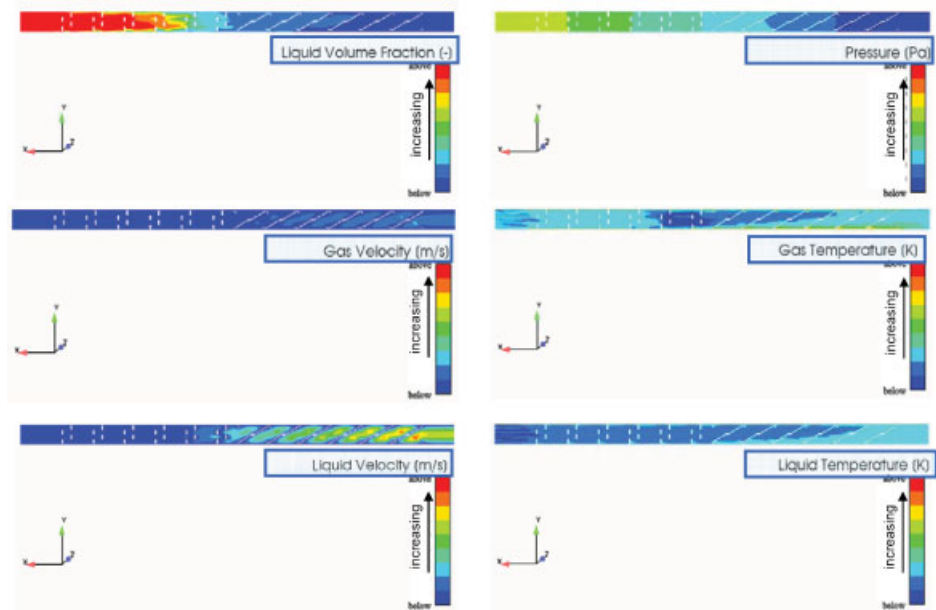 Liquid Volume Fraction (-)
above
increasing
below
Y
Z
X
Pressure (Pa)
above
increasing
below
Y
Z
X
Gas Velocity (m/s)
above
increasing
below
Y
Z
X
Gas Temperature (K)
above
increasing
below
Y
Z
X
Liquid Velocity (m/s)
above
increasing
below
Y
Z
X
Liquid Temperature (K)
above
increasing
below
Y
Z
X